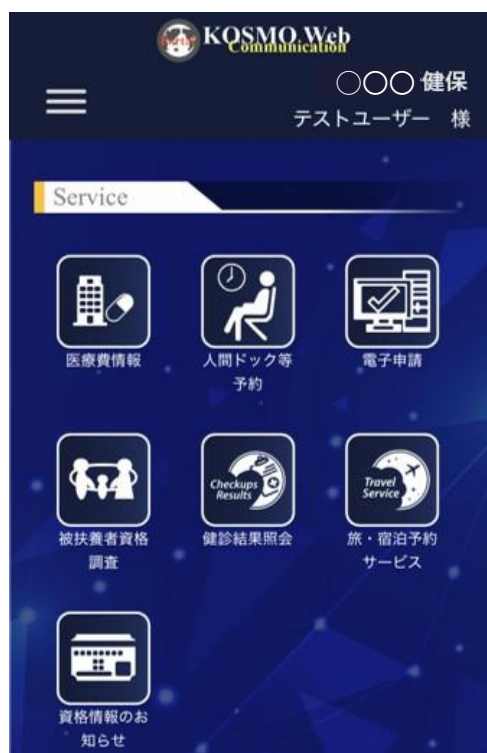 Portal
KOSMO Web
Communication
○○○ 健保
テストユーザー 様
Service
医療費情報
人間ドック等
予約
電子申請
被扶養者資格
調査
Checkups
Results
健診結果照会
Travel
Service
旅・宿泊予約
サービス
資格情報のお
知らせ